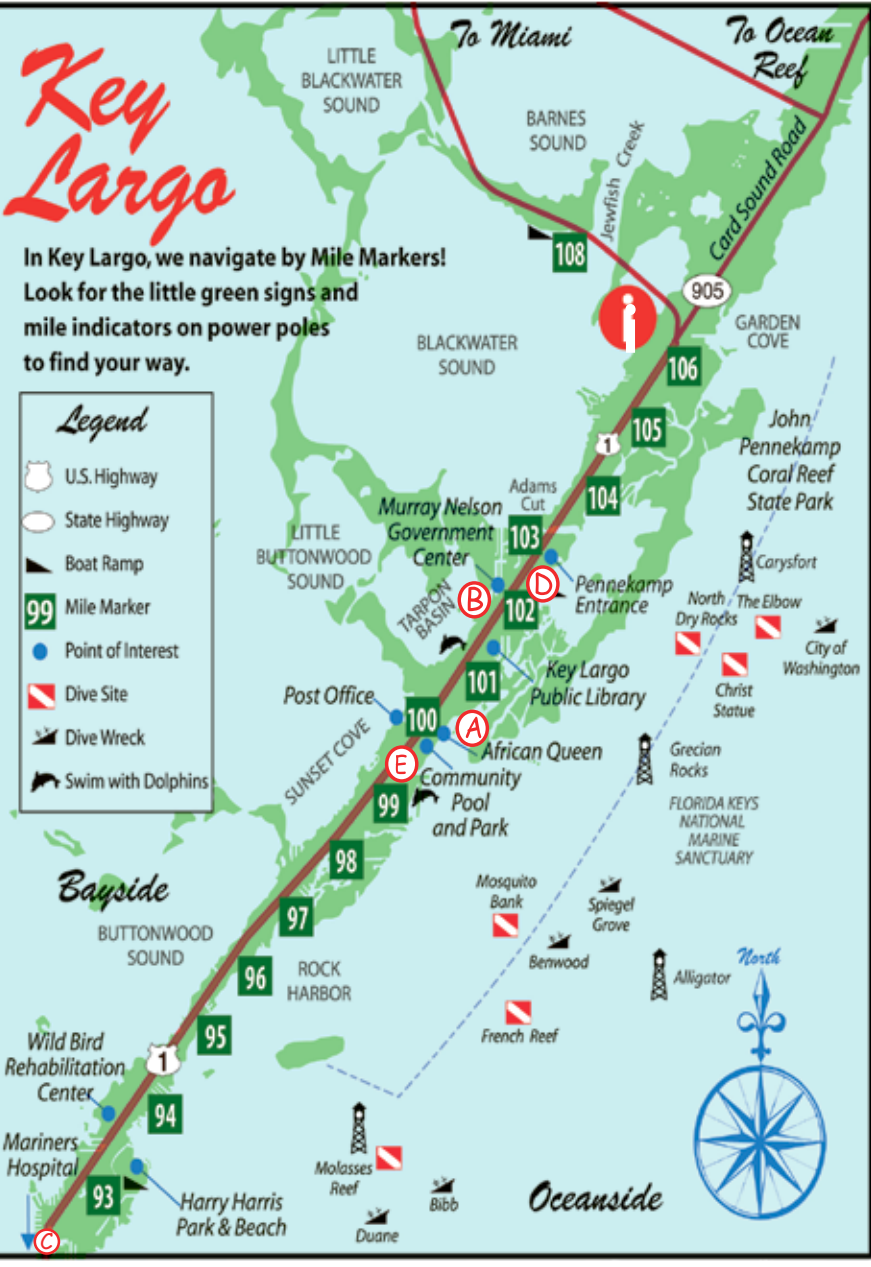 Key
Largo
In Key Largo, we navigate by Mile Markers!
Look for the little green signs and
mile indicators on power poles
to find your way.
Legend
U.S. Highway
State Highway
Boat Ramp
99
Mile Marker
Point of Interest
Dive Site
Dive Wreck
Swim with Dolphins
To Miami
To Ocean
Reef
LITTLE
BLACKWATER
SOUND
BARNES
SOUND
Jewfish Creek
Card Sound Road
108
905
BLACKWATER
SOUND
GARDEN
COVE
106
105
1
104
John
Pennekamp
Coral Reef
State Park
Adams
Cut
Murray Nelson
Government
Center
103
LITTLE
BUTTONWOOD
SOUND
TARPON
BASIN
B
D
102
Pennekamp
Entrance
Carysfort
North
Dry Rocks
The Elbow
City of
Washington
Christ
Statue
101
Key Largo
Public Library
Post Office
100
A
African Queen
SUNSET COVE
E
Community
Pool
and Park
99
Grecian
Rocks
FLORIDA KEYS
NATIONAL
MARINE
SANCTUARY
98
Bayside
97
BUTTONWOOD
SOUND
96
ROCK
HARBOR
Mosquito
Bank
Spiegel
Grove
Benwood
Alligator
North
French Reef
95
Wild Bird
Rehabilitation
Center
1
94
Mariners
Hospital
93
Harry Harris
Park & Beach
C
Molasses
Reef
Bibb
Duane
Oceanside